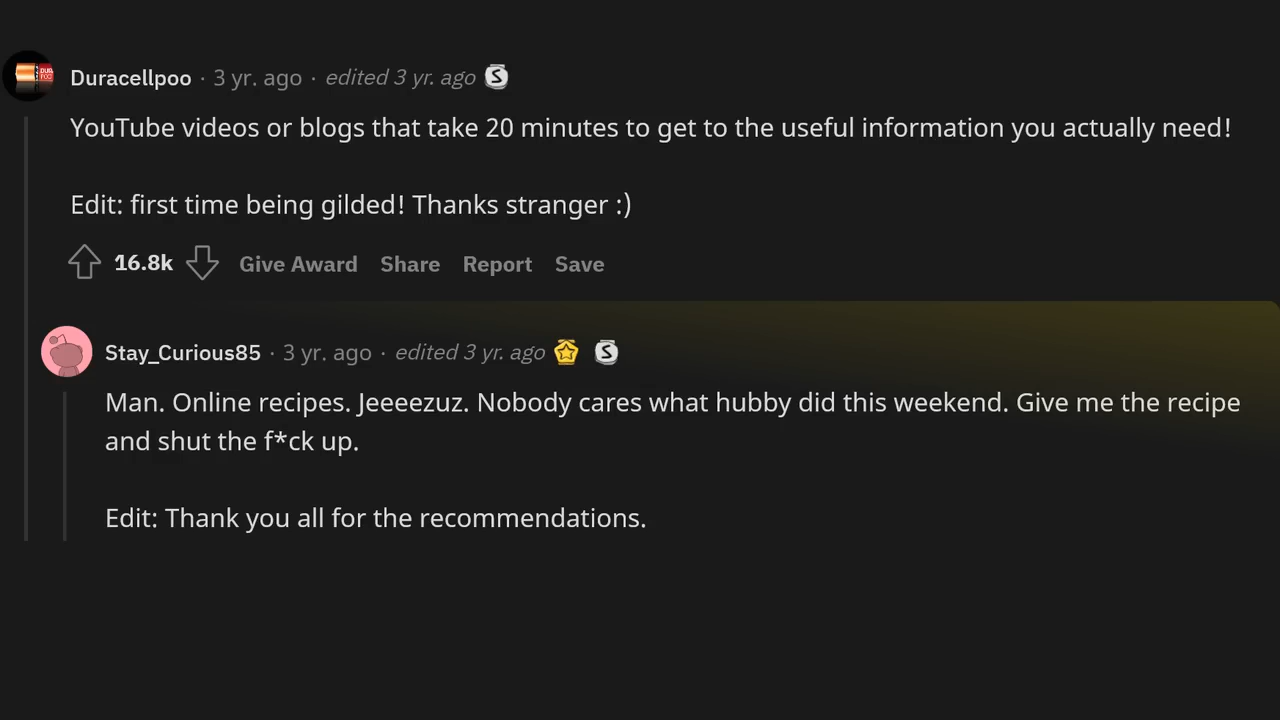 Duracellpoo · 3 yr. ago · edited 3 yr. ago S
YouTube videos or blogs that take 20 minutes to get to the useful information you actually need!
Edit: first time being gilded! Thanks stranger :)
16.8k Give Award Share Report Save
Stay_Curious85 · 3 yr. ago · edited 3 yr. ago S
Man. Online recipes. Jeeeezuz. Nobody cares what hubby did this weekend. Give me the recipe
and shut the f*ck up.
Edit: Thank you all for the recommendations.